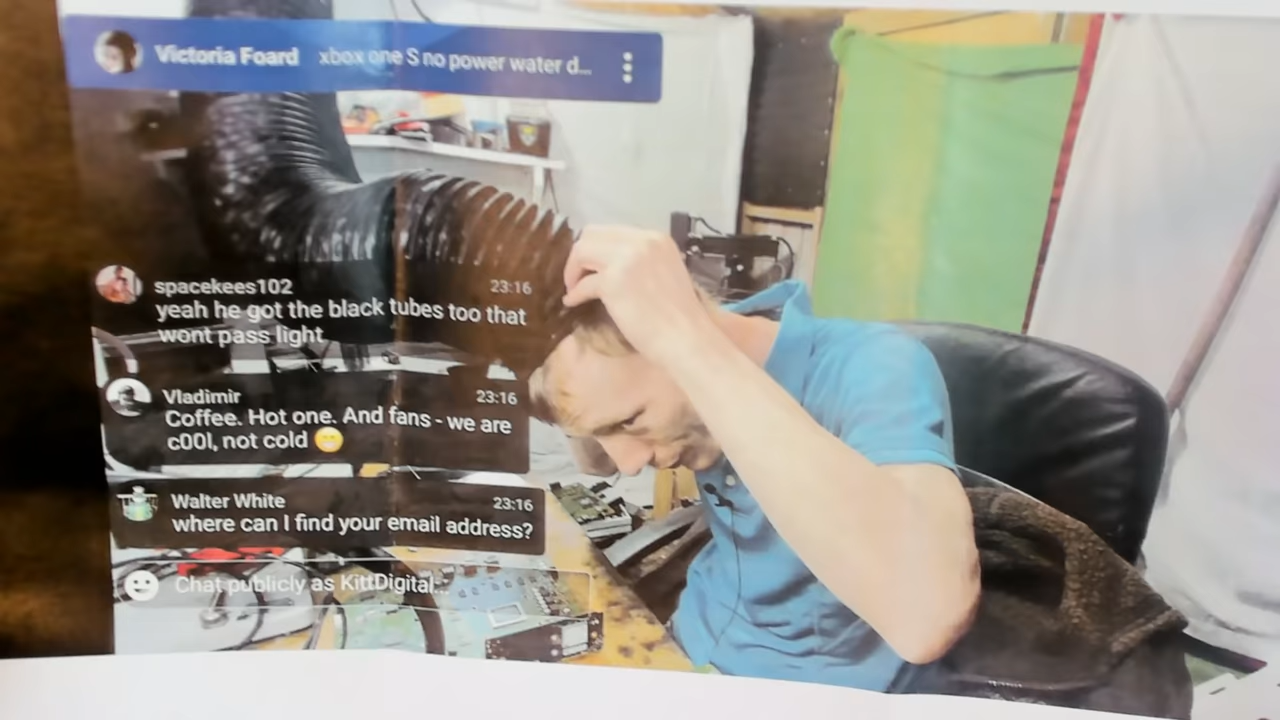 Victoria Foard xbox one S no power water d...
spacekees102 23:16
yeah he got the black tubes too that
wont pass light
Vladimir 23:16
Coffee. Hot one. And fans - we are
c00l, not cold 😁
Walter White 23:16
where can I find your email address?
Chat publicly as KittDigital...